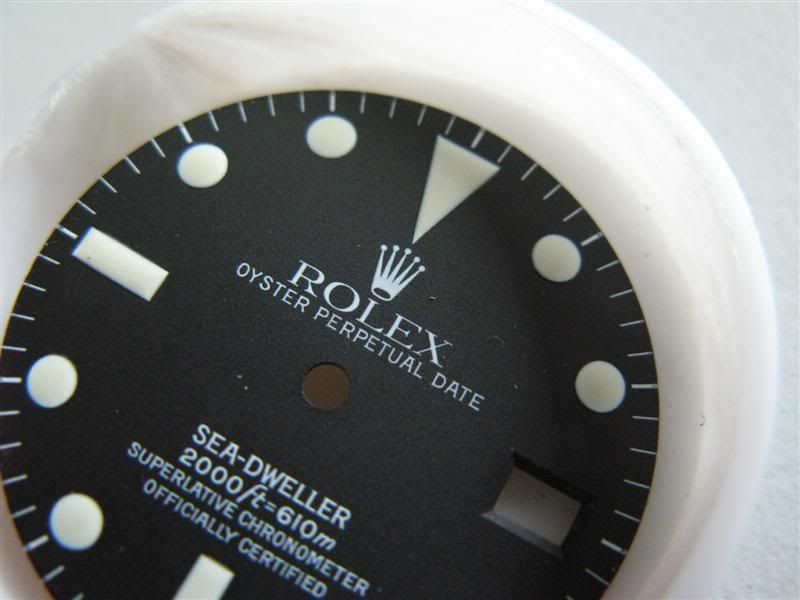 ROLEX
OYSTER PERPETUAL DATE
SEA-DWELLER
2000ft=610m
SUPERLATIVE CHRONOMETER
OFFICIALLY CERTIFIED